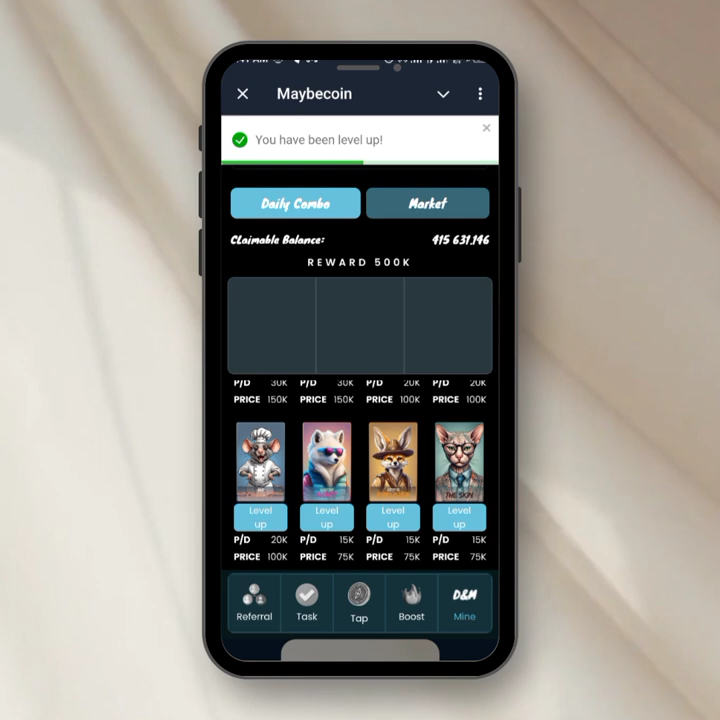 Maybecoin
You have been level up!
Daily Combo Market
Claimable Balance: 415 631.146
REWARD 500K
P/D 30K P/D 30K P/D 20K P/D 20K
PRICE 150K PRICE 150K PRICE 100K PRICE 100K
THE SKIN
Level up Level up Level up Level up
P/D 20K P/D 15K P/D 15K P/D 15K
PRICE 100K PRICE 75K PRICE 75K PRICE 75K
D&M
Referral Task Tap Boost Mine